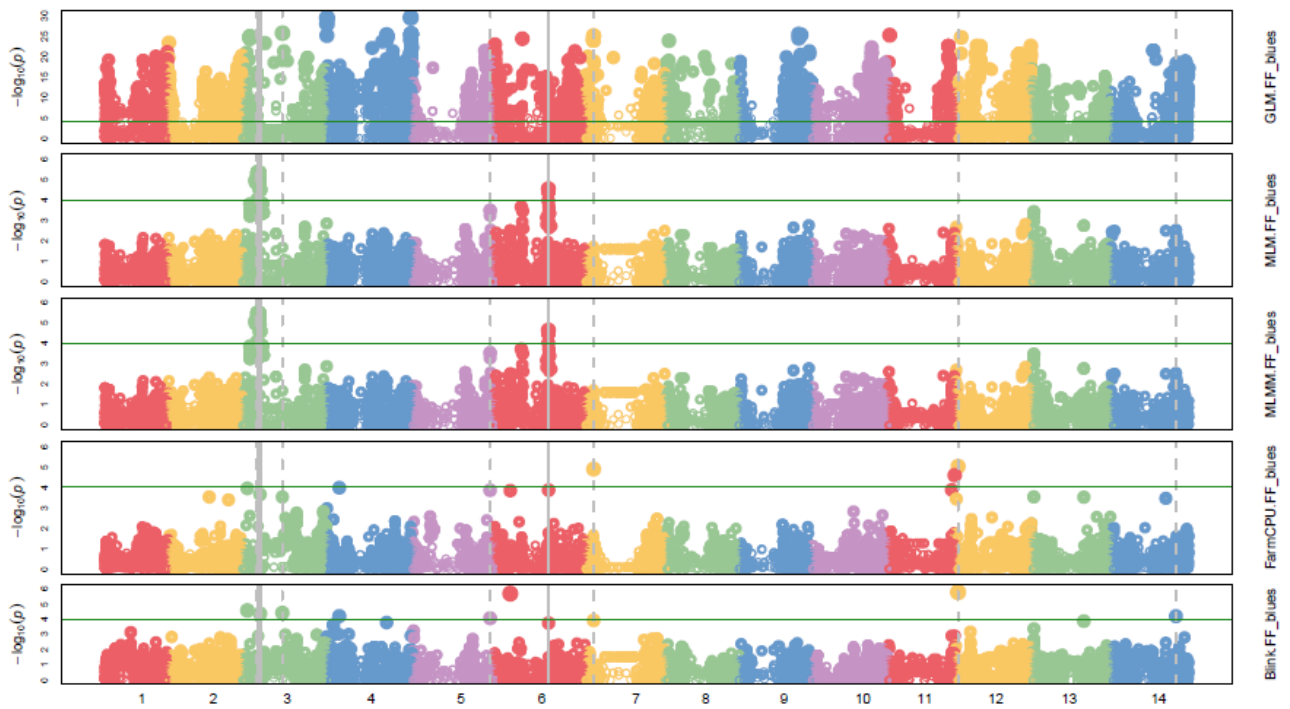 −log10(p)
0 5 10 15 20 25 30
GLM.FF_blues
−log10(p)
0 1 2 3 4 5 6
MLM.FF_blues
−log10(p)
0 1 2 3 4 5 6
MLMM.FF_blues
−log10(p)
0 1 2 3 4 5 6
FarmCPU.FF_blues
−log10(p)
0 1 2 3 4 5 6
Blink.FF_blues
1 2 3 4 5 6 7 8 9 10 11 12 13 14